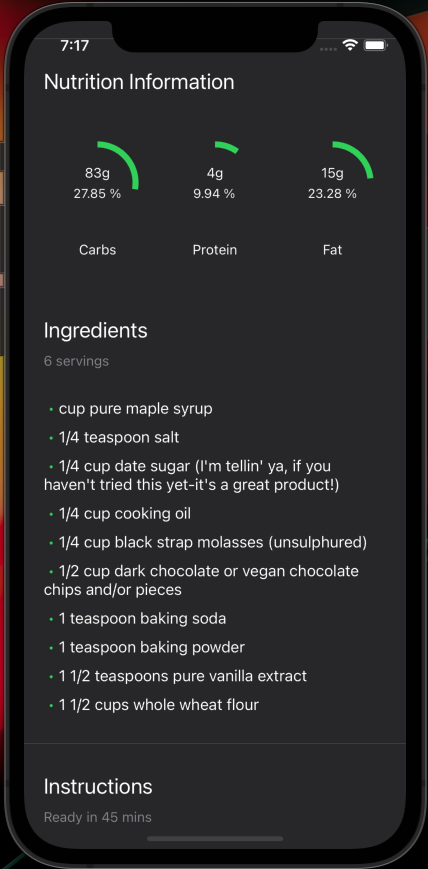 7:17
Nutrition Information
83g 4g 15g
27.85 % 9.94 % 23.28 %
Carbs Protein Fat
Ingredients
6 servings
• cup pure maple syrup
• 1/4 teaspoon salt
• 1/4 cup date sugar (I'm tellin' ya, if you
haven't tried this yet-it's a great product!)
• 1/4 cup cooking oil
• 1/4 cup black strap molasses (unsulphured)
• 1/2 cup dark chocolate or vegan chocolate
chips and/or pieces
• 1 teaspoon baking soda
• 1 teaspoon baking powder
• 1 1/2 teaspoons pure vanilla extract
• 1 1/2 cups whole wheat flour
Instructions
Ready in 45 mins